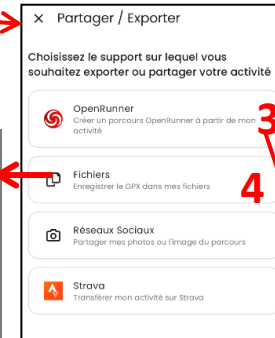 × Partager / Exporter
Choisissez le support sur lequel vous
souhaitez exporter ou partager votre activité
OpenRunner
Créer un parcours OpenRunner à partir de mon
activité
3
Fichiers
Enregistrer le GPX dans mes fichiers
4
Réseaux Sociaux
Partager mes photos ou l'image du parcours
Strava
Transférer mon activité sur Strava